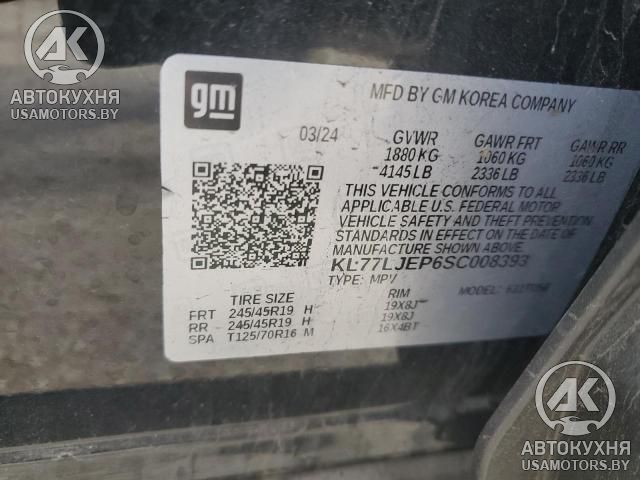 АК
АВТОКУХНЯ
USAMOTORS.BY
gm
MFD BY GM KOREA COMPANY
03/24 GVWR GAWR FRT GAWR RR
1880 KG 1060 KG 1060 KG
4145 LB 2336 LB 2336 LB
THIS VEHICLE CONFORMS TO ALL
APPLICABLE U.S. FEDERAL MOTOR
VEHICLE SAFETY AND THEFT PREVENTION
STANDARDS IN EFFECT ON THE DATE OF
MANUFACTURE SHOWN ABOVE.
KL77LJEP6SC008393
TYPE: MPV MODEL:
TIRE SIZE RIM
FRT 245/45R19 H 19X8J
RR 245/45R19 H 19X8J
SPA T125/70R16 M 16X4BT
АК
АВТОКУХНЯ
USAMOTORS.BY